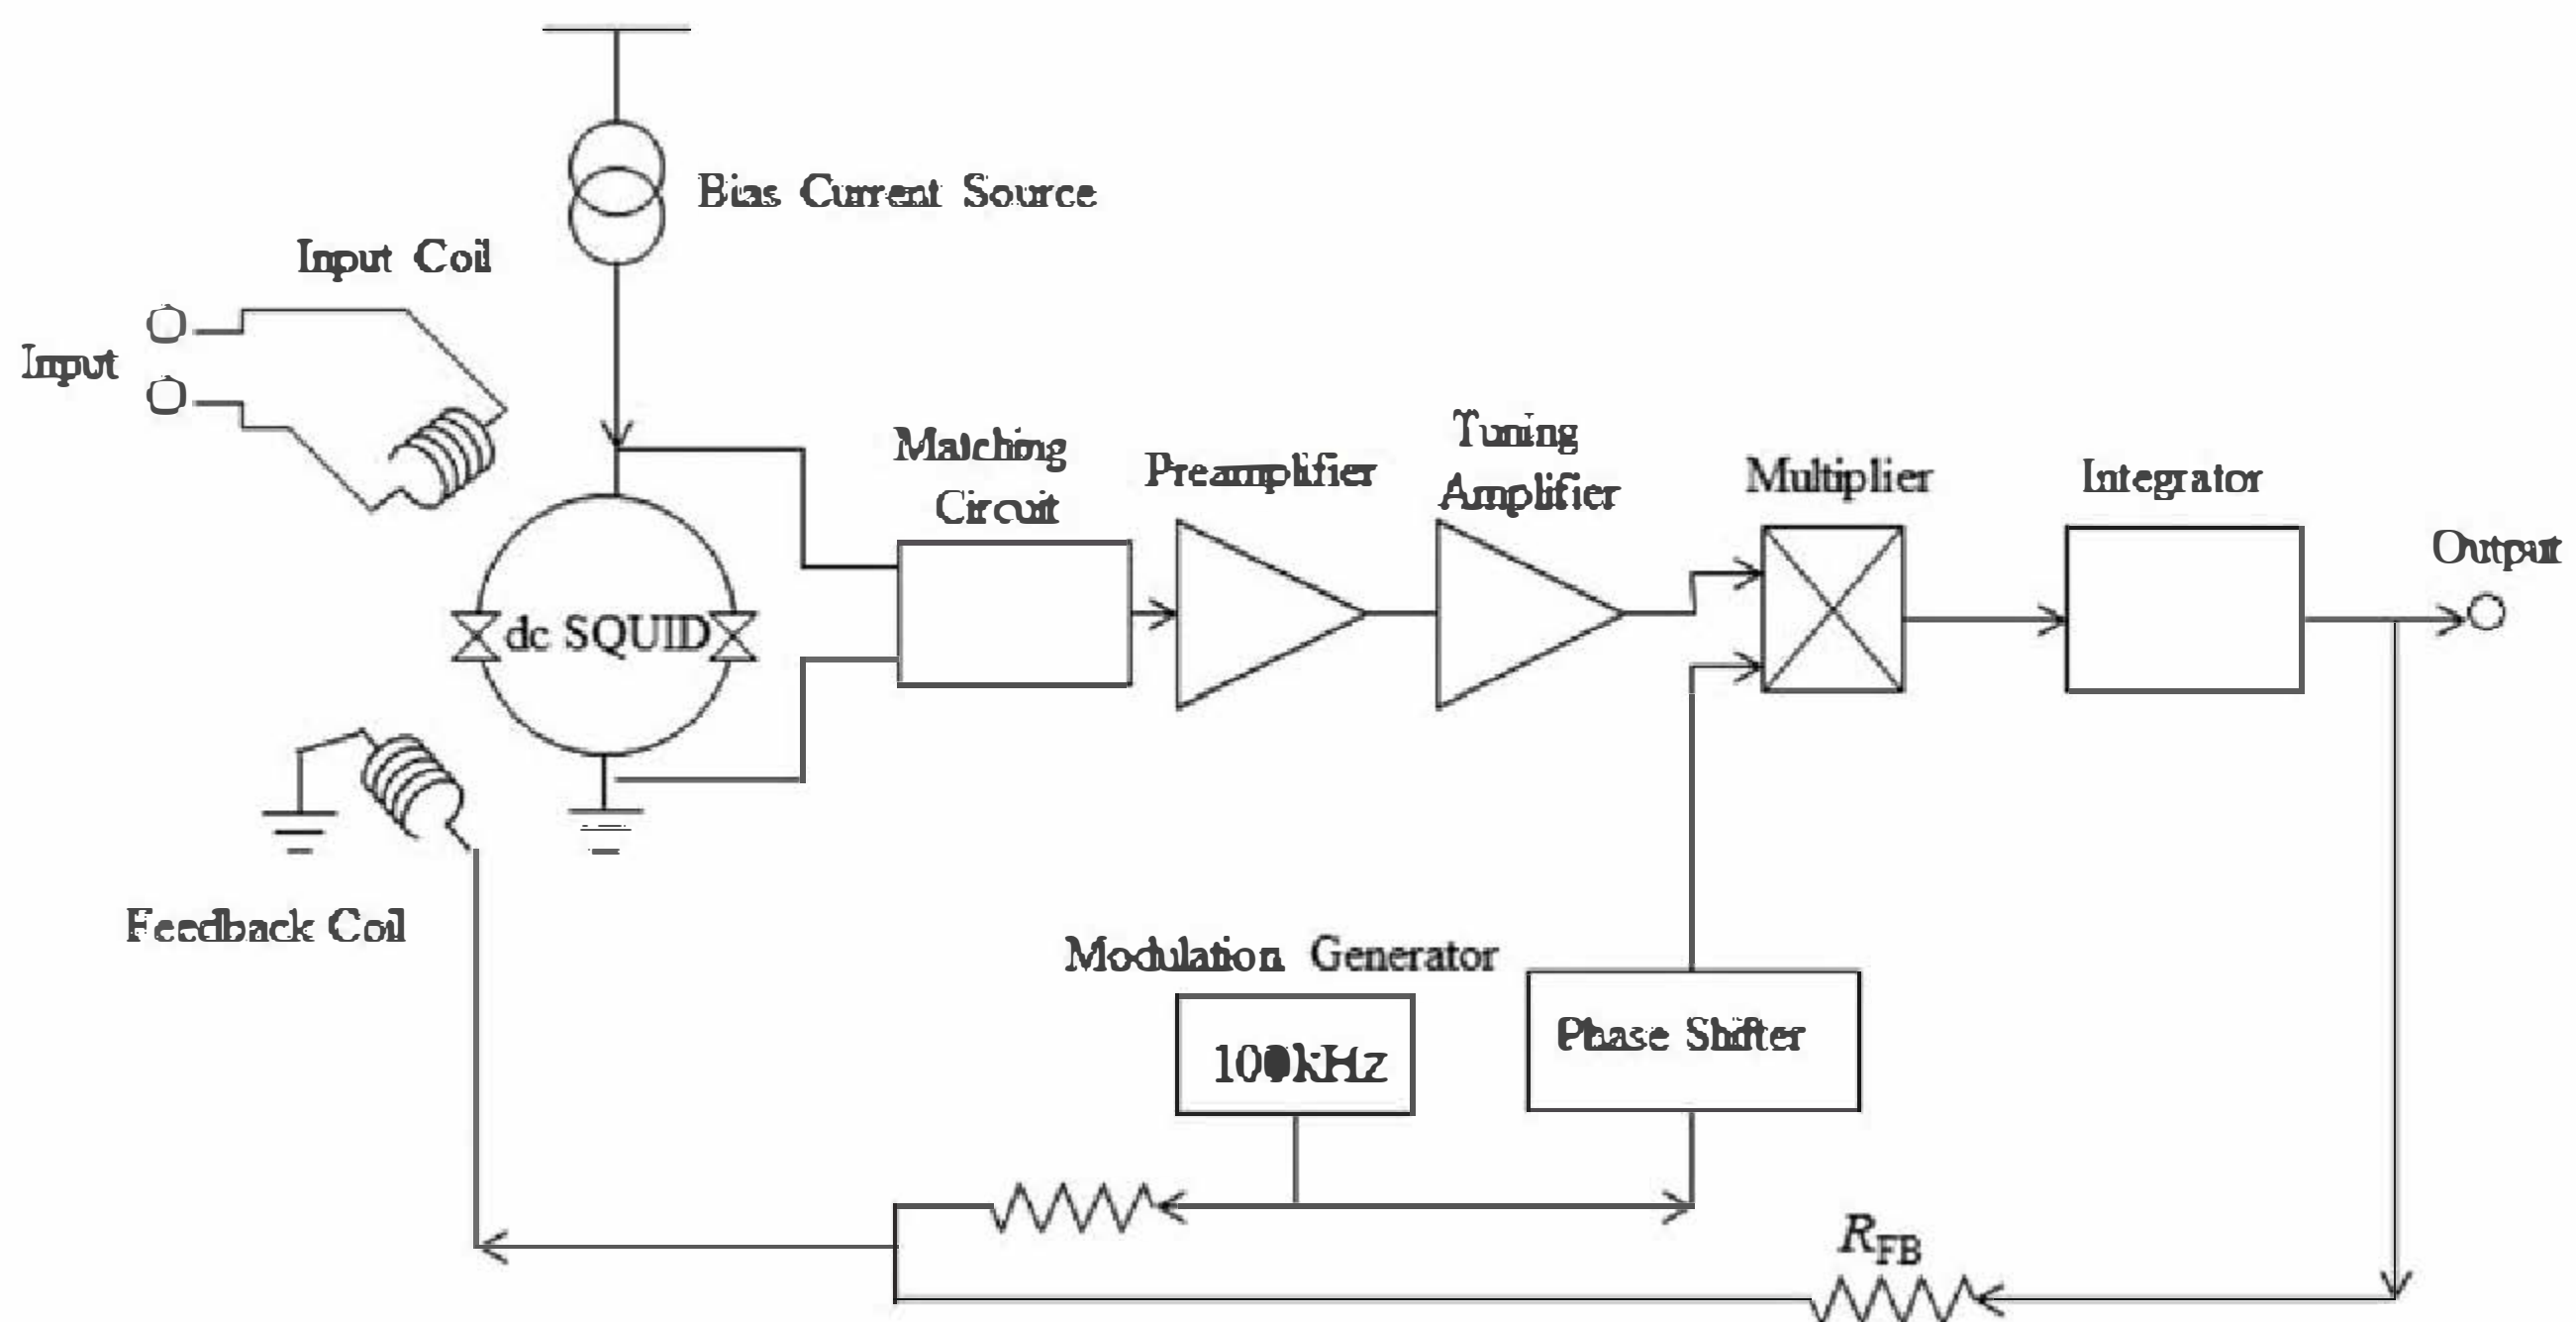 Bias Current Source
Input Coil
Input
Matching
Circuit
Preamplifier
Tuning
Amplifier
Multiplier
Integrator
Output
dc SQUID
Feedback Coil
Modulation Generator
100kHz
Phase Shifter
RFB